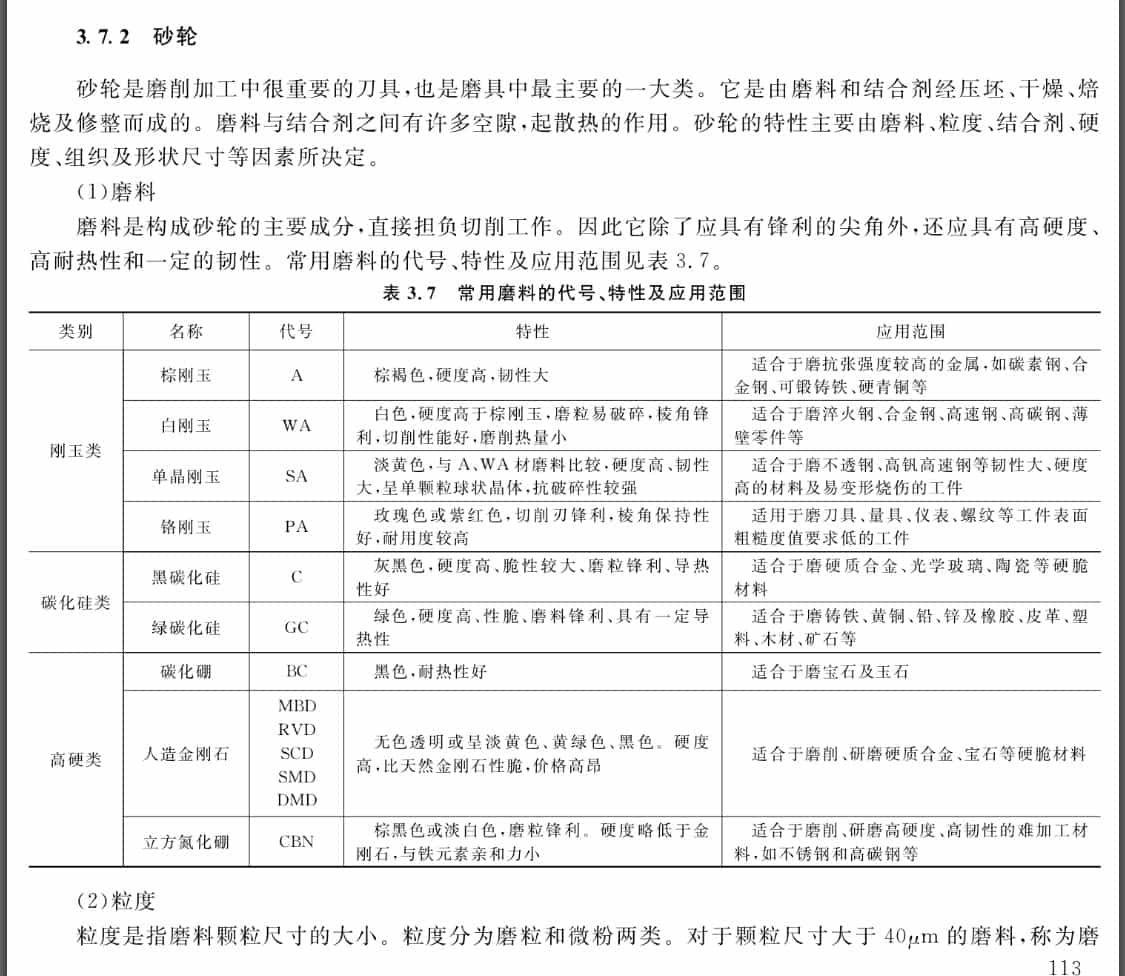 3.7.2 砂轮
砂轮是磨削加工中很重要的刀具,也是磨具中最主要的一大类。它是由磨料和结合剂经压坯、干燥、焙
烧及修整而成的。磨料与结合剂之间有许多空隙,起散热的作用。砂轮的特性主要由磨料、粒度、结合剂、硬
度、组织及形状尺寸等因素所决定。
(1)磨料
磨料是构成砂轮的主要成分,直接担负切削工作。因此它除了应具有锋利的尖角外,还应具有高硬度、
高耐热性和一定的韧性。常用磨料的代号、特性及应用范围见表 3.7。
表 3.7 常用磨料的代号、特性及应用范围
类别 名称 代号 特性 应用范围
刚玉类
棕刚玉 A 棕褐色,硬度高,韧性大
适合于磨抗张强度较高的金属,如碳素钢、合
金钢、可锻铸铁、硬青铜等
白刚玉 WA
白色,硬度高于棕刚玉,磨粒易破碎,棱角锋
利,切削性能好,磨削热量小
适合于磨淬火钢、合金钢、高速钢、高碳钢、薄
壁零件等
单晶刚玉 SA
淡黄色,与 A、WA 材磨料比较,硬度高、韧性
大,呈单颗粒球状晶体,抗破碎性较强
适合于磨不透钢、高钒高速钢等韧性大、硬度
高的材料及易变形烧伤的工件
铬刚玉 PA
玫瑰色或紫红色,切削刃锋利,棱角保持性
好,耐用度较高
适用于磨刀具、量具、仪表、螺纹等工件表面
粗糙度值要求低的工件
碳化硅类
黑碳化硅 C
灰黑色,硬度高、脆性较大、磨粒锋利、导热
性好
适合于磨硬质合金、光学玻璃、陶瓷等硬脆
材料
绿碳化硅 GC
绿色,硬度高、性脆、磨料锋利、具有一定导
热性
适合于磨铸铁、黄铜、铅、锌及橡胶、皮革、塑
料、木材、矿石等
高硬类
碳化硼 BC 黑色,耐热性好 适合于磨宝石及玉石
人造金刚石
MBD
RVD
SCD
SMD
DMD
无色透明或呈淡黄色、黄绿色、黑色。硬度
高,比天然金刚石性脆,价格高昂
适合于磨削、研磨硬质合金、宝石等硬脆材料
立方氮化硼 CBN
棕黑色或淡白色,磨粒锋利。硬度略低于金
刚石,与铁元素亲和力小
适合于磨削、研磨高硬度、高韧性的难加工材
料,如不锈钢和高碳钢等
(2)粒度
粒度是指磨料颗粒尺寸的大小。粒度分为磨粒和微粉两类。对于颗粒尺寸大于 40μm 的磨料,称为磨
113